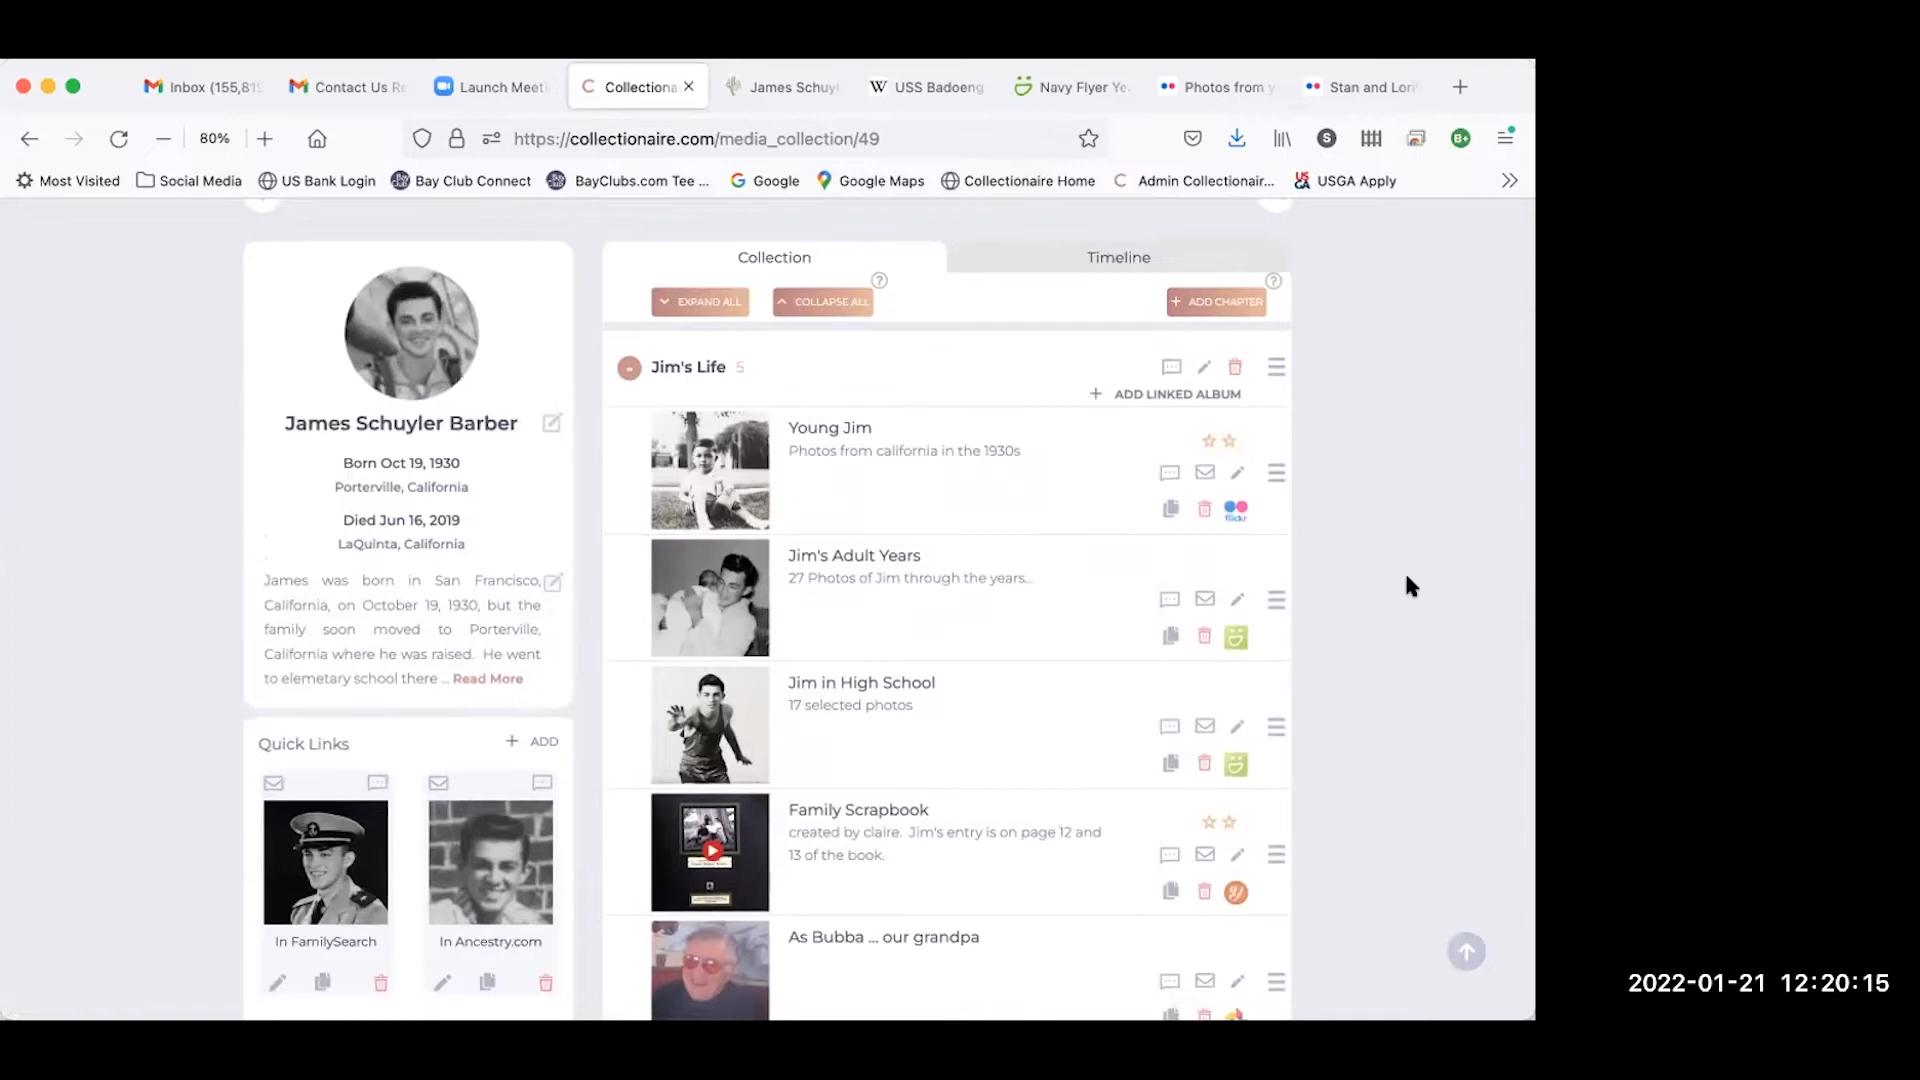 Inbox (155,819
Contact Us Re
Launch Meeti
Collectiona
James Schuyl
USS Badoeng
Navy Flyer Ye
Photos from y
Stan and Lori
80%
https://collectionaire.com/media_collection/49
S
B+
Most Visited
Social Media
US Bank Login
Bay Club Connect
BayClubs.com Tee ...
Google
Google Maps
Collectionaire Home
Admin Collectionair...
USGA Apply
Collection
Timeline
EXPAND ALL
COLLAPSE ALL
?
+ ADD CHAPTER
?
James Schuyler Barber
Born Oct 19, 1930
Porterville, California
Died Jun 16, 2019
LaQuinta, California
James was born in San Francisco,
California, on October 19, 1930, but the
family soon moved to Porterville,
California where he was raised. He went
to elemetary school there ... Read More
Quick Links
+ ADD
In FamilySearch
In Ancestry.com
Jim's Life 5
+ ADD LINKED ALBUM
Young Jim
Photos from california in the 1930s
flickr
Jim's Adult Years
27 Photos of Jim through the years...
Jim in High School
17 selected photos
Family Scrapbook
created by claire. Jim's entry is on page 12 and
13 of the book.
As Bubba ... our grandpa
2022-01-21 12:20:15